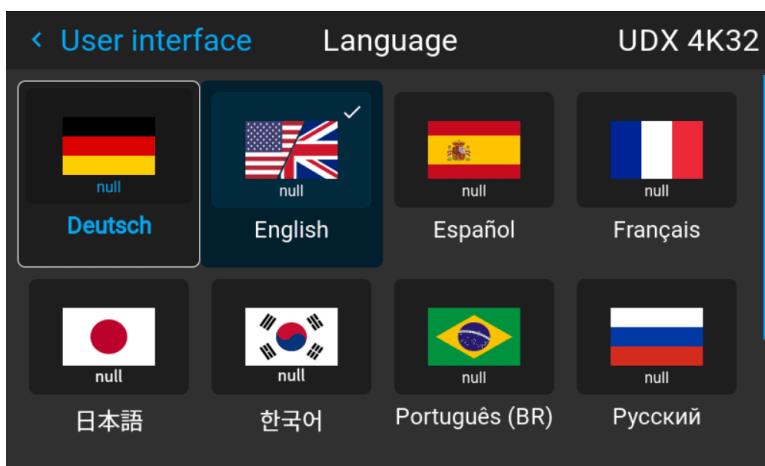 < User interface Language UDX 4K32
null null null null
Deutsch English Español Français
null null null null
日本語 한국어 Português (BR) Русский